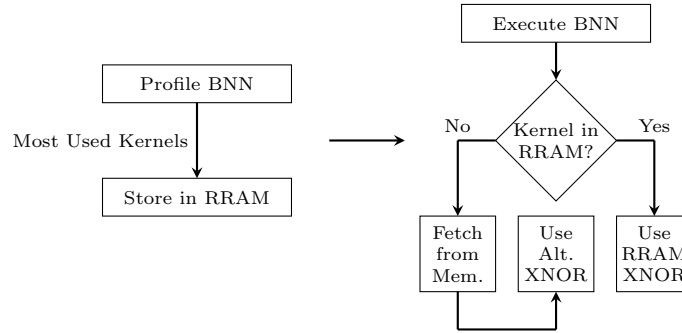 Execute BNN
Profile BNN
Most Used Kernels
Store in RRAM
No
Kernel in
RRAM?
Yes
Fetch
from
Mem.
Use
Alt.
XNOR
Use
RRAM
XNOR